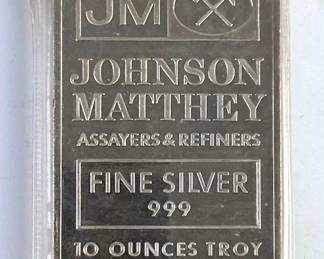 JM
JOHNSON
MATTHEY
ASSAYERS & REFINERS
FINE SILVER
999
10 OUNCES TROY